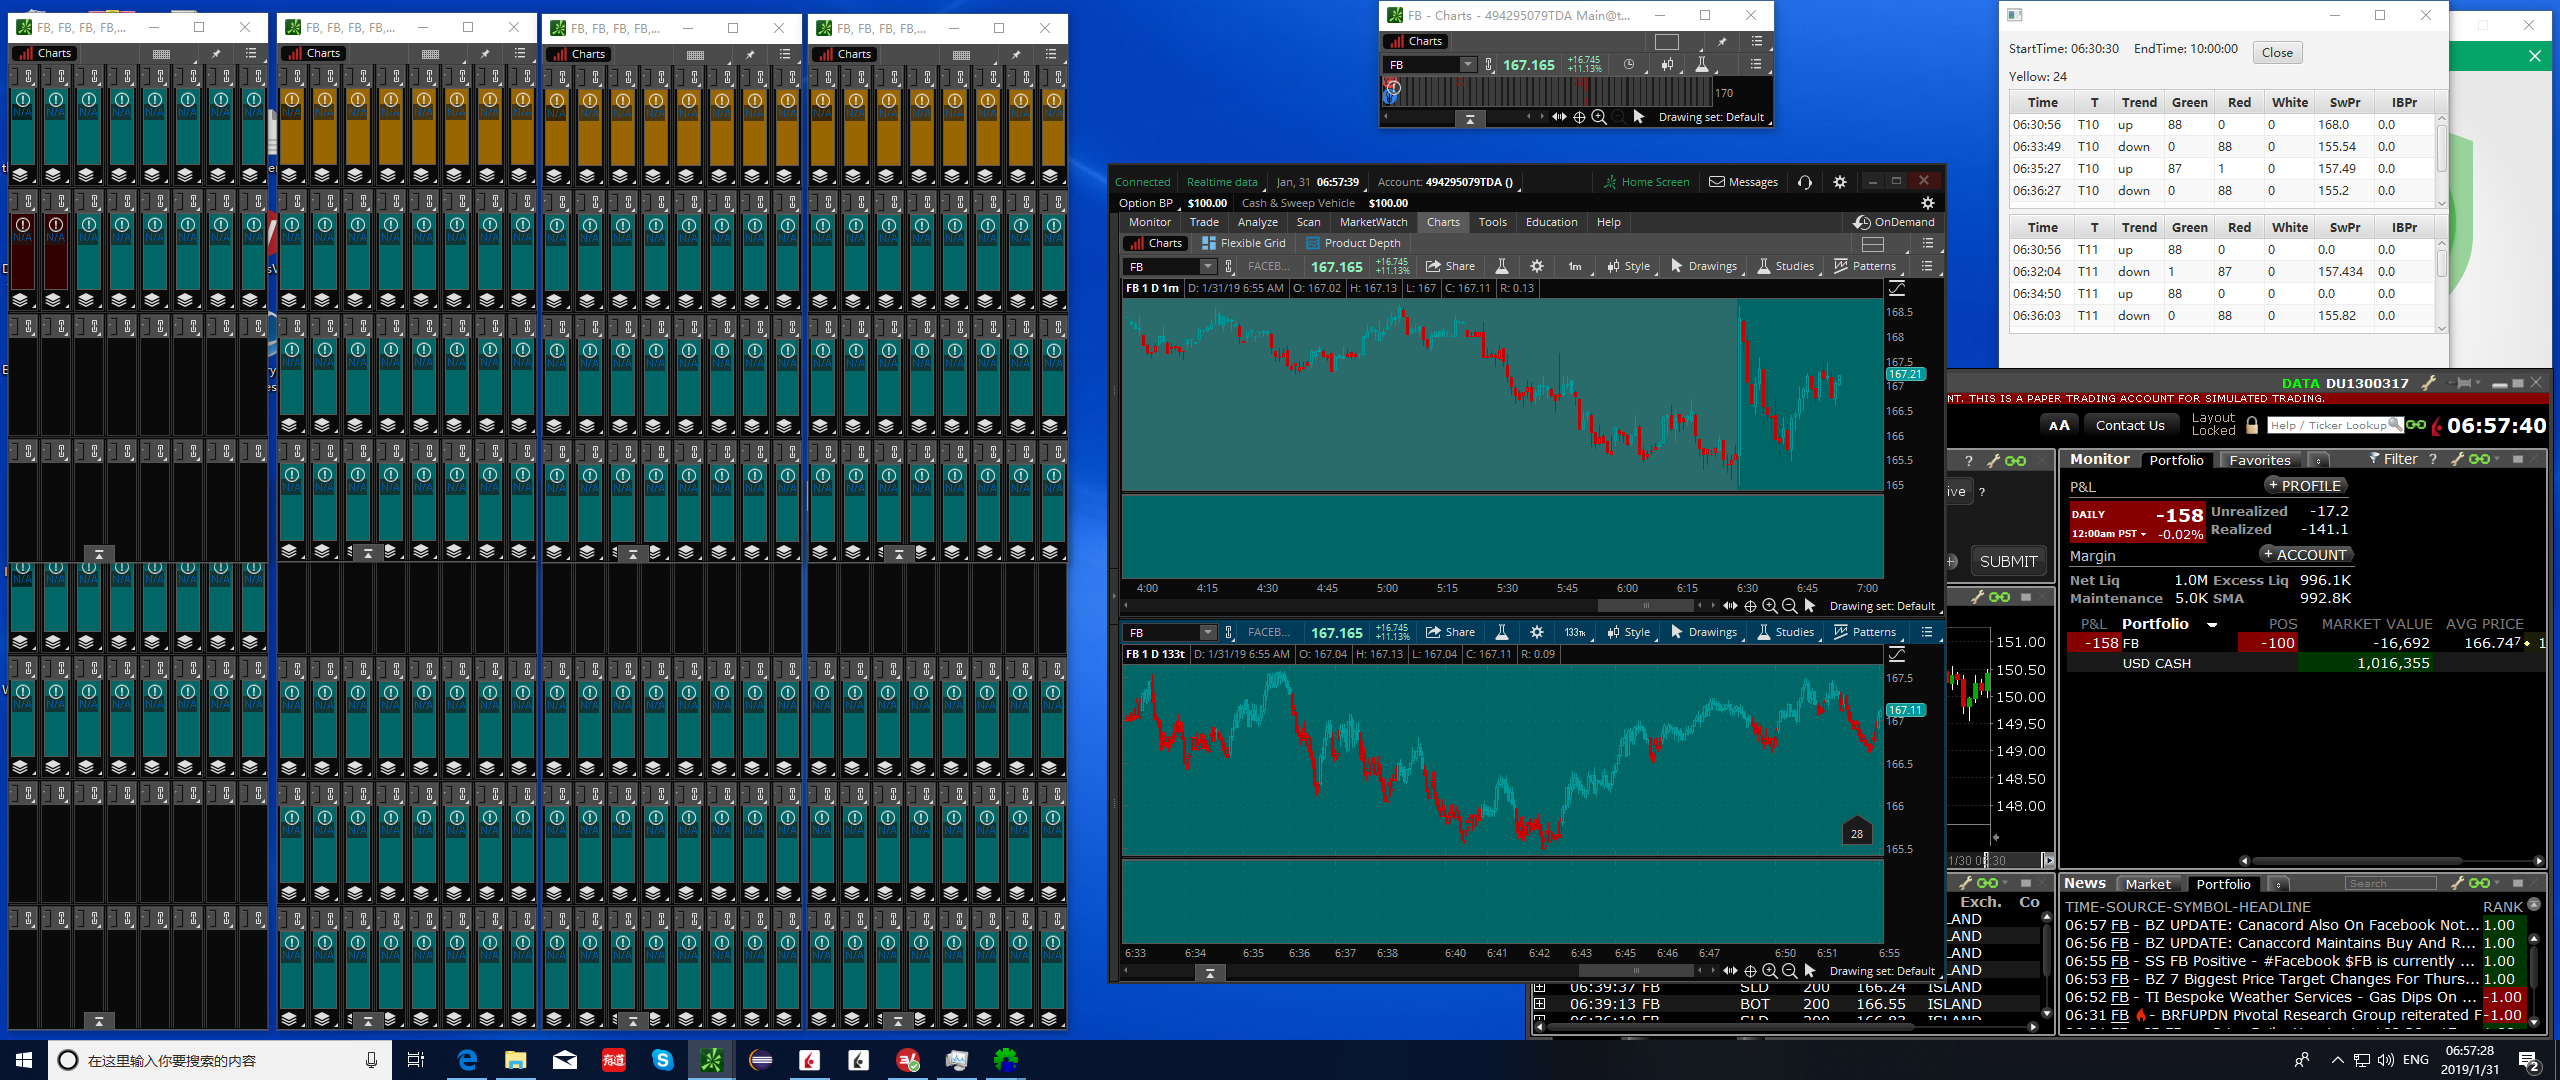 FB, FB, FB, FB,...
Charts
FB, FB, FB, FB,...
Charts
FB, FB, FB, FB,...
Charts
FB, FB, FB, FB,...
Charts
N/A
FB - Charts - 494295079TDA Main@t...
Charts
FB
167.165
+16.745
+11.13%
170
Drawing set: Default
StartTime: 06:30:30 EndTime: 10:00:00 Close
Yellow: 24
Time T Trend Green Red White SwPr IBPr
06:30:56 T10 up 88 0 0 168.0 0.0
06:33:49 T10 down 0 88 0 155.54 0.0
06:35:27 T10 up 87 1 0 157.49 0.0
06:36:27 T10 down 0 88 0 155.2 0.0
Time T Trend Green Red White SwPr IBPr
06:30:56 T11 up 88 0 0 0.0 0.0
06:32:04 T11 down 1 87 0 157.434 0.0
06:34:50 T11 up 88 0 0 0.0 0.0
06:36:03 T11 down 0 88 0 155.82 0.0
Connected Realtime data Jan, 31 06:57:39 Account: 494295079TDA () Home Screen Messages
Option BP $100.00 Cash & Sweep Vehicle $100.00
Monitor Trade Analyze Scan MarketWatch Charts Tools Education Help OnDemand
Charts Flexible Grid Product Depth
FB FACEB... 167.165 +16.745 +11.13% Share 1m Style Drawings Studies Patterns
FB 1 D 1m D: 1/31/19 6:55 AM O: 167.02 H: 167.13 L: 167 C: 167.11 R: 0.13
168.5
168
167.5
167.21
167
166.5
166
165.5
165
4:00 4:15 4:30 4:45 5:00 5:15 5:30 5:45 6:00 6:15 6:30 6:45 7:00
Drawing set: Default
FB FACEB... 167.165 +16.745 +11.13% Share 133t Style Drawings Studies Patterns
FB 1 D 133t D: 1/31/19 6:55 AM O: 167.04 H: 167.13 L: 167.04 C: 167.11 R: 0.09
167.5
167.11
167
166.5
166
28
165.5
6:33 6:34 6:35 6:36 6:37 6:38 6:40 6:41 6:42 6:43 6:45 6:46 6:47 6:50 6:51 6:55
Drawing set: Default
DATA DU1300317
NT. THIS IS A PAPER TRADING ACCOUNT FOR SIMULATED TRADING.
AA Contact Us Layout Locked Help / Ticker Lookup 06:57:40
ive ?
SUBMIT
Monitor Portfolio Favorites Filter ?
P&L + PROFILE
DAILY -158 Unrealized -17.2
12:00am PST -0.02% Realized -141.1
Margin + ACCOUNT
Net Liq 1.0M Excess Liq 996.1K
Maintenance 5.0K SMA 992.8K
P&L Portfolio POS MARKET VALUE AVG PRICE
-158 FB -100 -16,692 166.747 1
USD CASH 1,016,355
151.00
150.50
150.00
149.50
149.00
148.50
148.00
Exch. Co
LAND
LAND
LAND
LAND
06:39:37 FB SLD 200 166.24 ISLAND
06:39:13 FB BOT 200 166.55 ISLAND
News Market Portfolio Search
TIME-SOURCE-SYMBOL-HEADLINE RANK
06:57 FB - BZ UPDATE: Canacord Also On Facebook Not... 1.00
06:56 FB - BZ UPDATE: Canaccord Maintains Buy And R... 1.00
06:55 FB - SS FB Positive - #Facebook $FB is currently ... 1.00
06:53 FB - BZ 7 Biggest Price Target Changes For Thurs... 1.00
06:52 FB - TI Bespoke Weather Services - Gas Dips On ... -1.00
06:31 FB - BRFUPDN Pivotal Research Group reiterated F -1.00
在这里输入你要搜索的内容
有道
ENG
06:57:28
2019/1/31
2